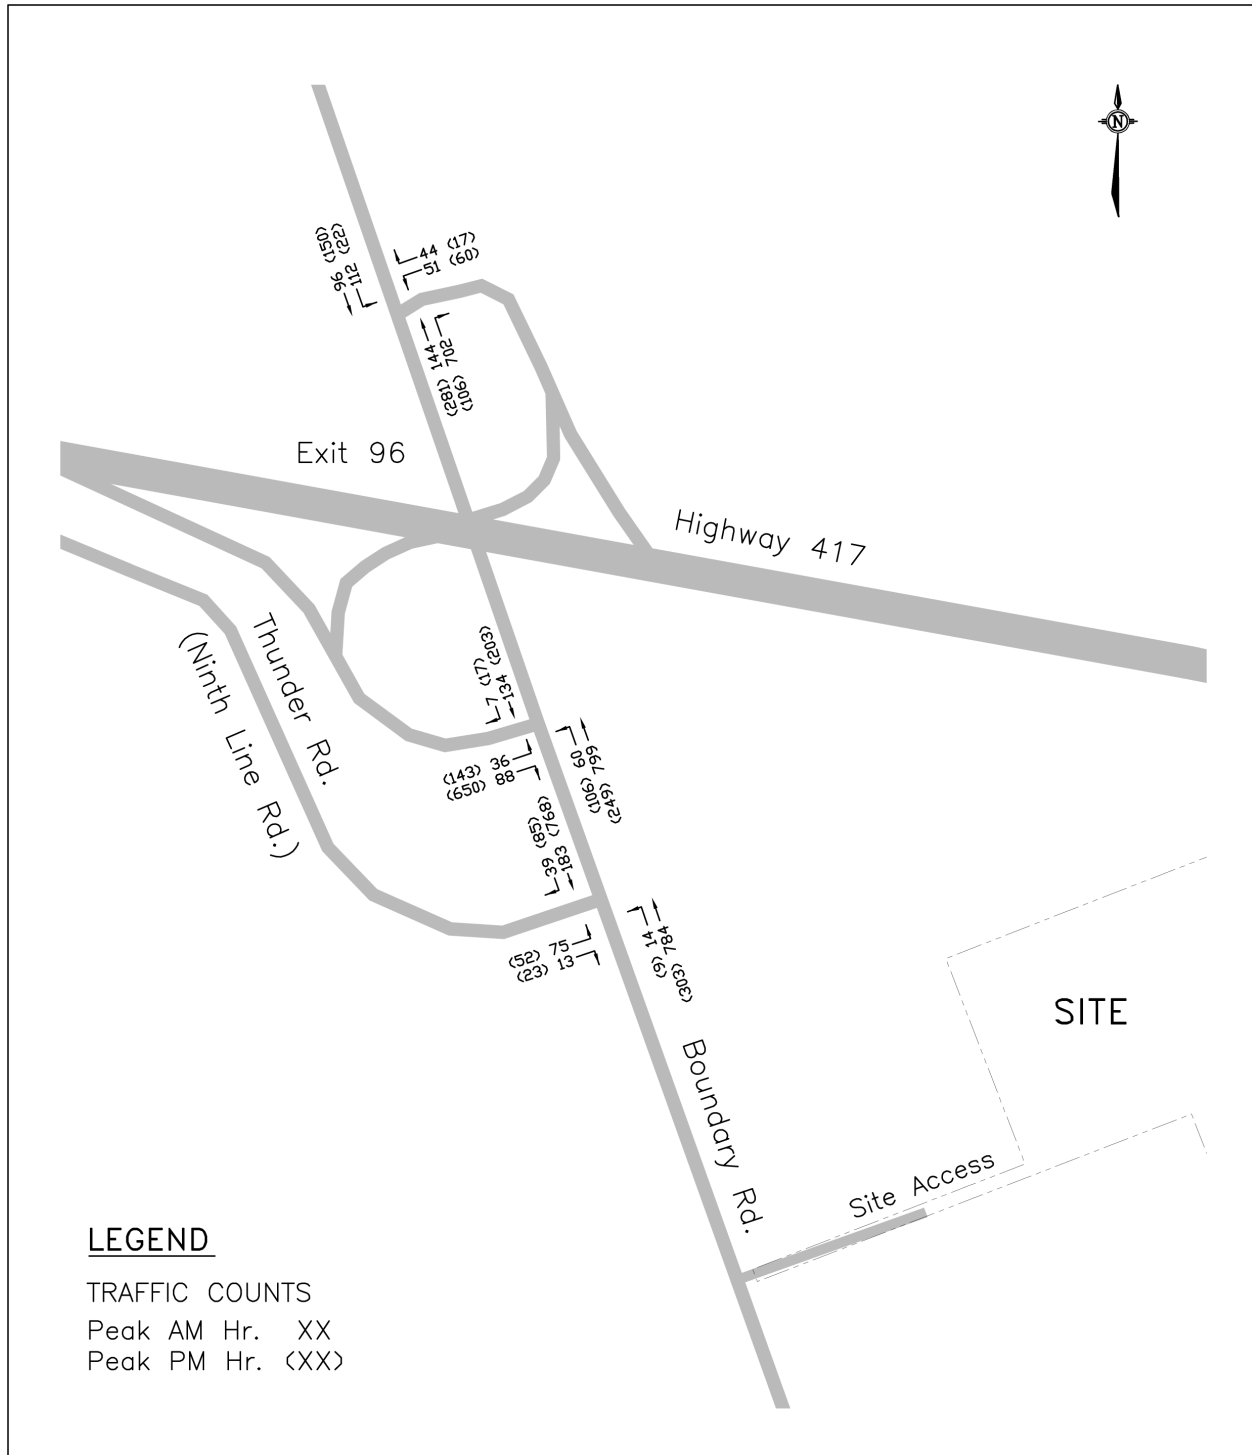 N
96 (150)
112 (22)
44 (17)
51 (60)
(281) 144
(106) 702
Exit 96
Highway 417
Thunder Rd.
(Ninth Line Rd.)
7 (17)
134 (203)
(143) 36
(650) 88
(106) 60
(249) 799
39 (85)
183 (768)
(52) 75
(23) 13
(9) 14
(303) 784
SITE
Boundary Rd.
Site Access
LEGEND
TRAFFIC COUNTS
Peak AM Hr. XX
Peak PM Hr. (XX)